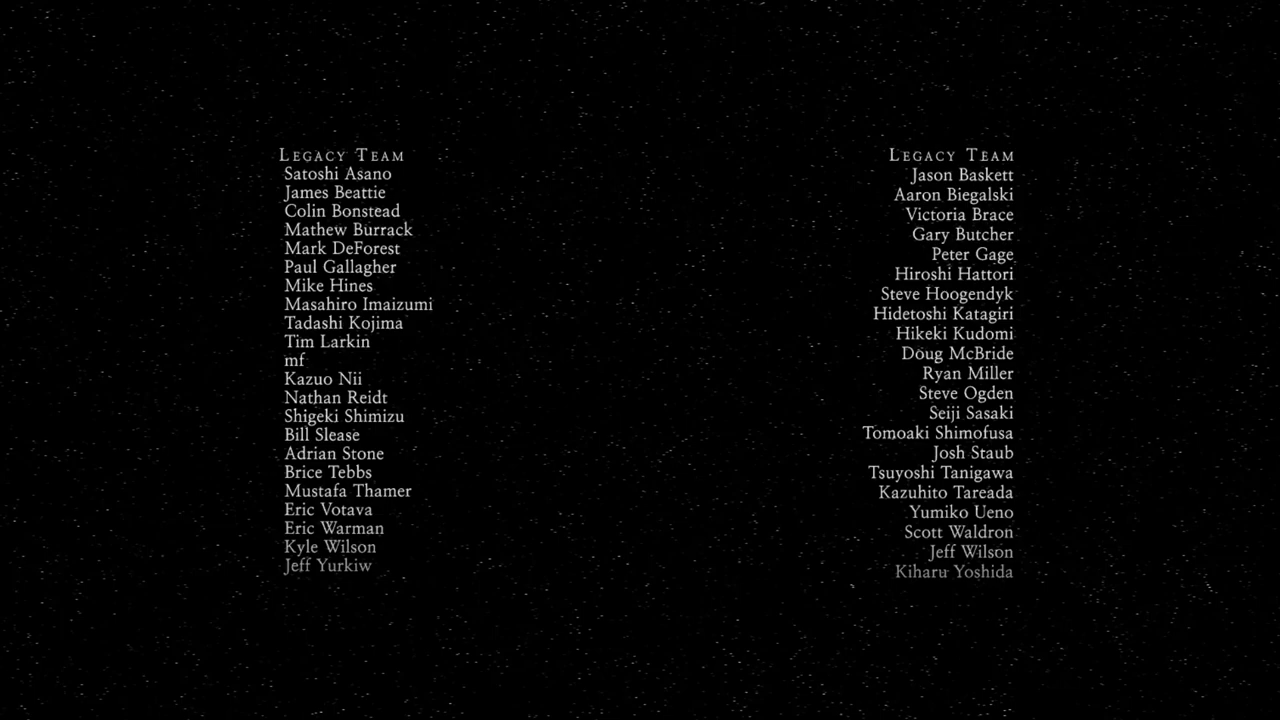 Legacy Team
Satoshi Asano
James Beattie
Colin Bonstead
Mathew Burrack
Mark DeForest
Paul Gallagher
Mike Hines
Masahiro Imaizumi
Tadashi Kojima
Tim Larkin
mf
Kazuo Nii
Nathan Reidt
Shigeki Shimizu
Bill Slease
Adrian Stone
Brice Tebbs
Mustafa Thamer
Eric Votava
Eric Warman
Kyle Wilson
Jeff Yurkiw
Legacy Team
Jason Baskett
Aaron Biegalski
Victoria Brace
Gary Butcher
Peter Gage
Hiroshi Hattori
Steve Hoogendyk
Hidetoshi Katagiri
Hikeki Kudomi
Doug McBride
Ryan Miller
Steve Ogden
Seiji Sasaki
Tomoaki Shimofusa
Josh Staub
Tsuyoshi Tanigawa
Kazuhito Tareada
Yumiko Ueno
Scott Waldron
Jeff Wilson
Kiharu Yoshida